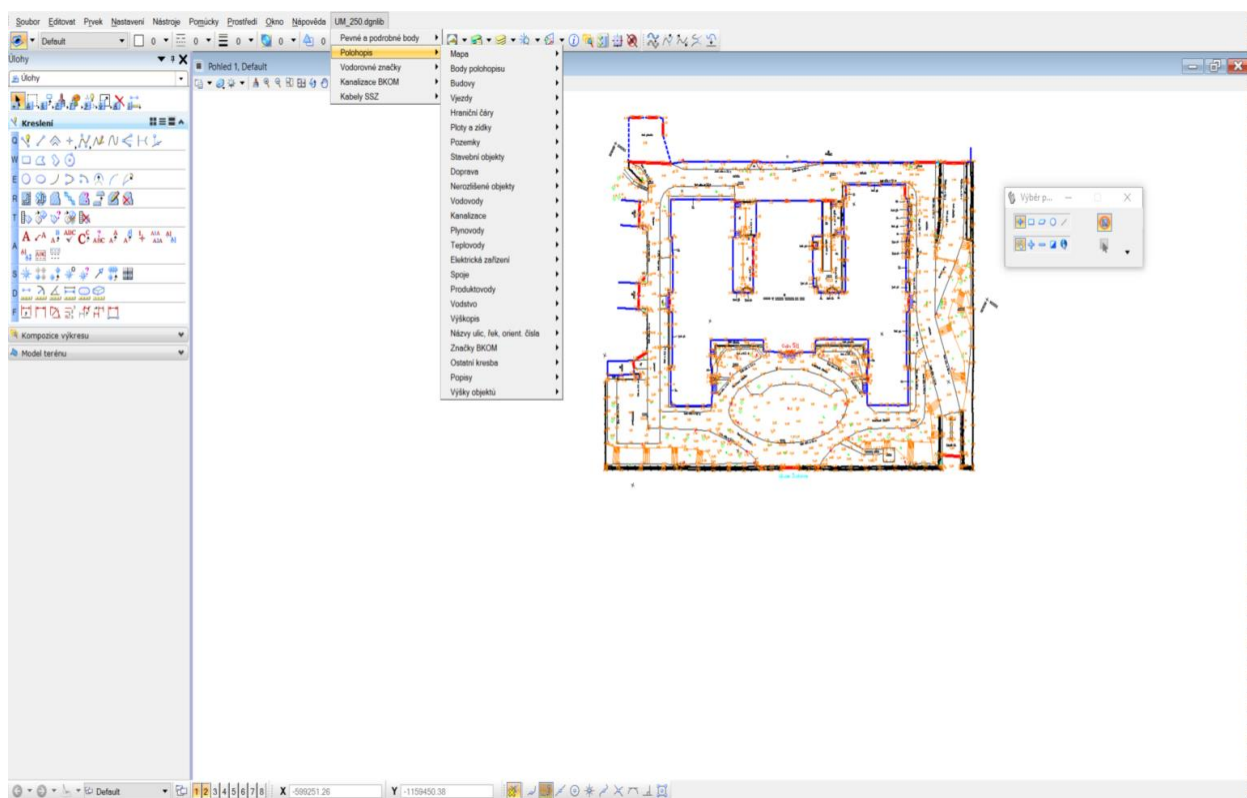 Soubor Editovat Prvek Nastavení Nástroje Pomůcky Prostředí Okno Nápověda UM_250 dgnlib
Default 0 0 0 0
Úlohy
Úlohy
Kreslení
Q
W
E
R
T
A
S
D
F
Kompozice výkresu
Model terénu
Pohled 1, Default
Pevné a podrobné body
Polohopis
Vodorovné značky
Kanalizace BKOM
Kabely SSZ
Mapa
Body polohopisu
Budovy
Vjezdy
Hraniční čáry
Ploty a zídky
Pozemky
Stavební objekty
Doprava
Nerozlišené objekty
Vodovody
Kanalizace
Plynovody
Teplovody
Elektrická zařízení
Spoje
Produktovody
Vodstvo
Výškopis
Názvy ulic, řek, orient. čísla
Značky BKOM
Ostatní kresba
Popisy
Výšky objektů
Výběr p...
Default 1 2 3 4 5 6 7 8 X -599251.26 Y -1159450.38